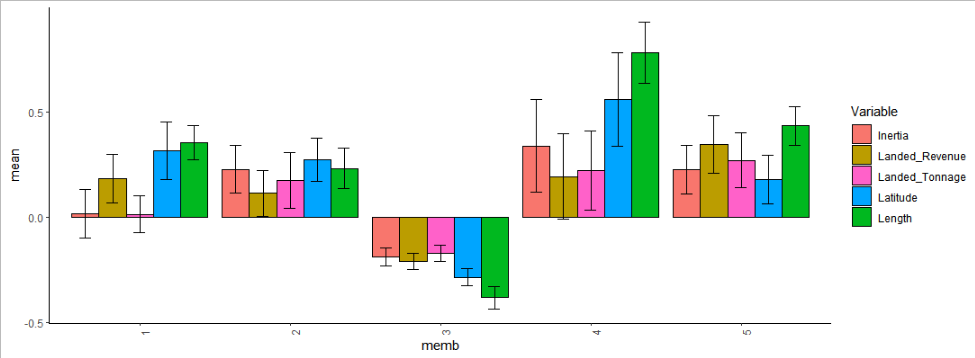 mean
0.5
0.0
-0.5
1
2
3
4
5
memb
Variable
Inertia
Landed_Revenue
Landed_Tonnage
Latitude
Length